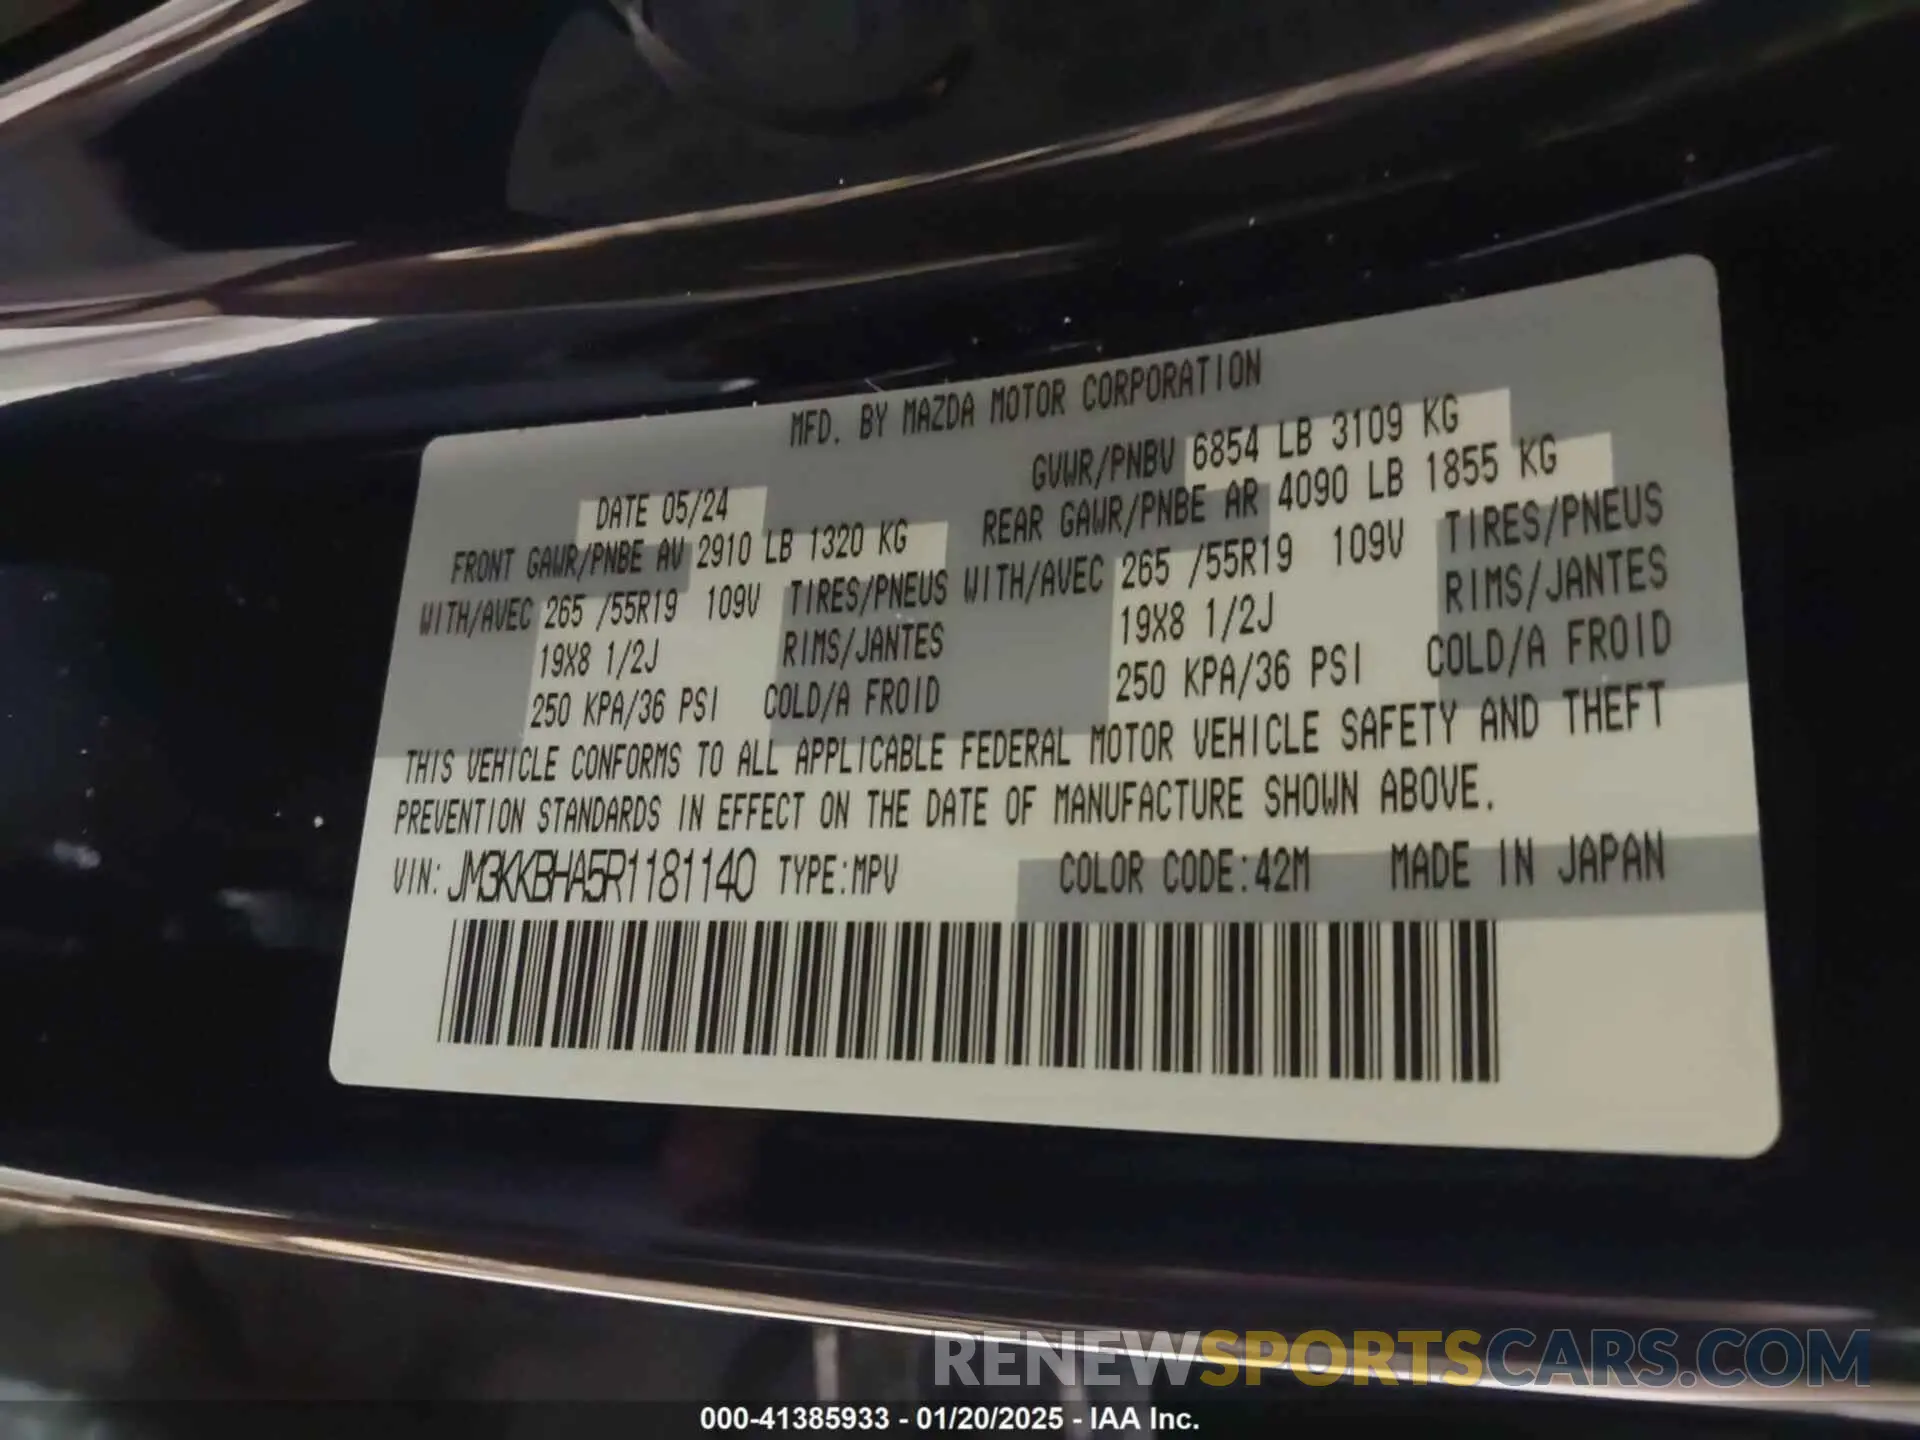 MFD. BY MAZDA MOTOR CORPORATION
DATE 05/24 GVWR/PNBV 6854 LB 3109 KG
FRONT GAWR/PNBE AV 2910 LB 1320 KG REAR GAWR/PNBE AR 4090 LB 1855 KG
WITH/AVEC 265 /55R19 109V TIRES/PNEUS WITH/AVEC 265 /55R19 109V TIRES/PNEUS
19X8 1/2J RIMS/JANTES 19X8 1/2J RIMS/JANTES
250 KPA/36 PSI COLD/A FROID 250 KPA/36 PSI COLD/A FROID
THIS VEHICLE CONFORMS TO ALL APPLICABLE FEDERAL MOTOR VEHICLE SAFETY AND THEFT
PREVENTION STANDARDS IN EFFECT ON THE DATE OF MANUFACTURE SHOWN ABOVE.
VIN: JM3KKBHA5R1181140 TYPE:MPV COLOR CODE:42M MADE IN JAPAN
RENEWSPORTSCARS.COM
000-41385933 - 01/20/2025 - IAA Inc.